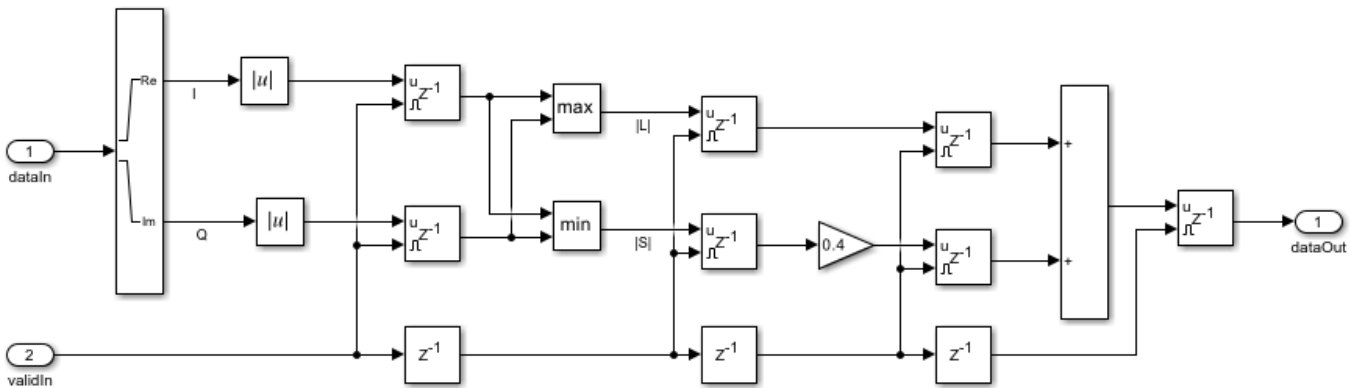 Re
I
|u|
u
Z-1
max
|L|
u
Z-1
u
Z-1
+
1
dataIn
Im
Q
|u|
u
Z-1
min
|S|
u
Z-1
0.4
u
Z-1
+
u
Z-1
1
dataOut
2
validIn
Z-1
Z-1
Z-1